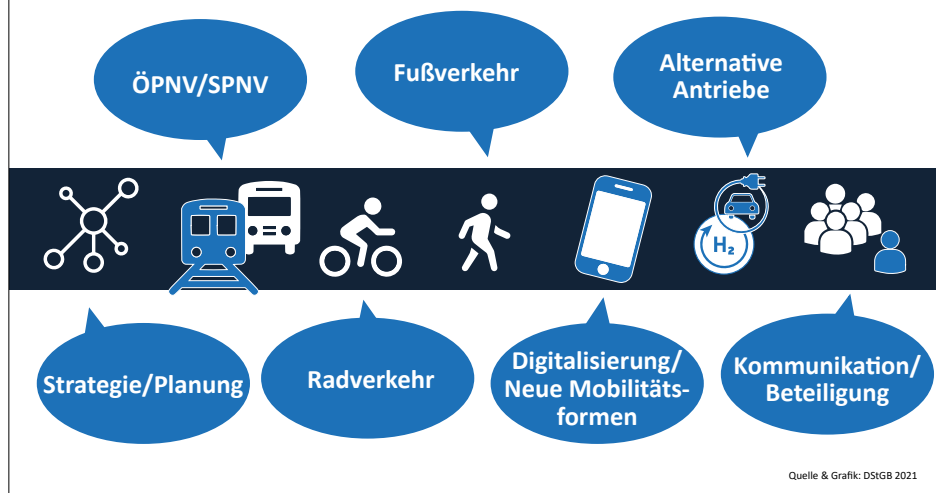 ÖPNV/SPNV
Fußverkehr
Alternative
Antriebe
H₂
Strategie/Planung
Radverkehr
Digitalisierung/
Neue Mobilitäts-
formen
Kommunikation/
Beteiligung
Quelle & Grafik: DStGB 2021